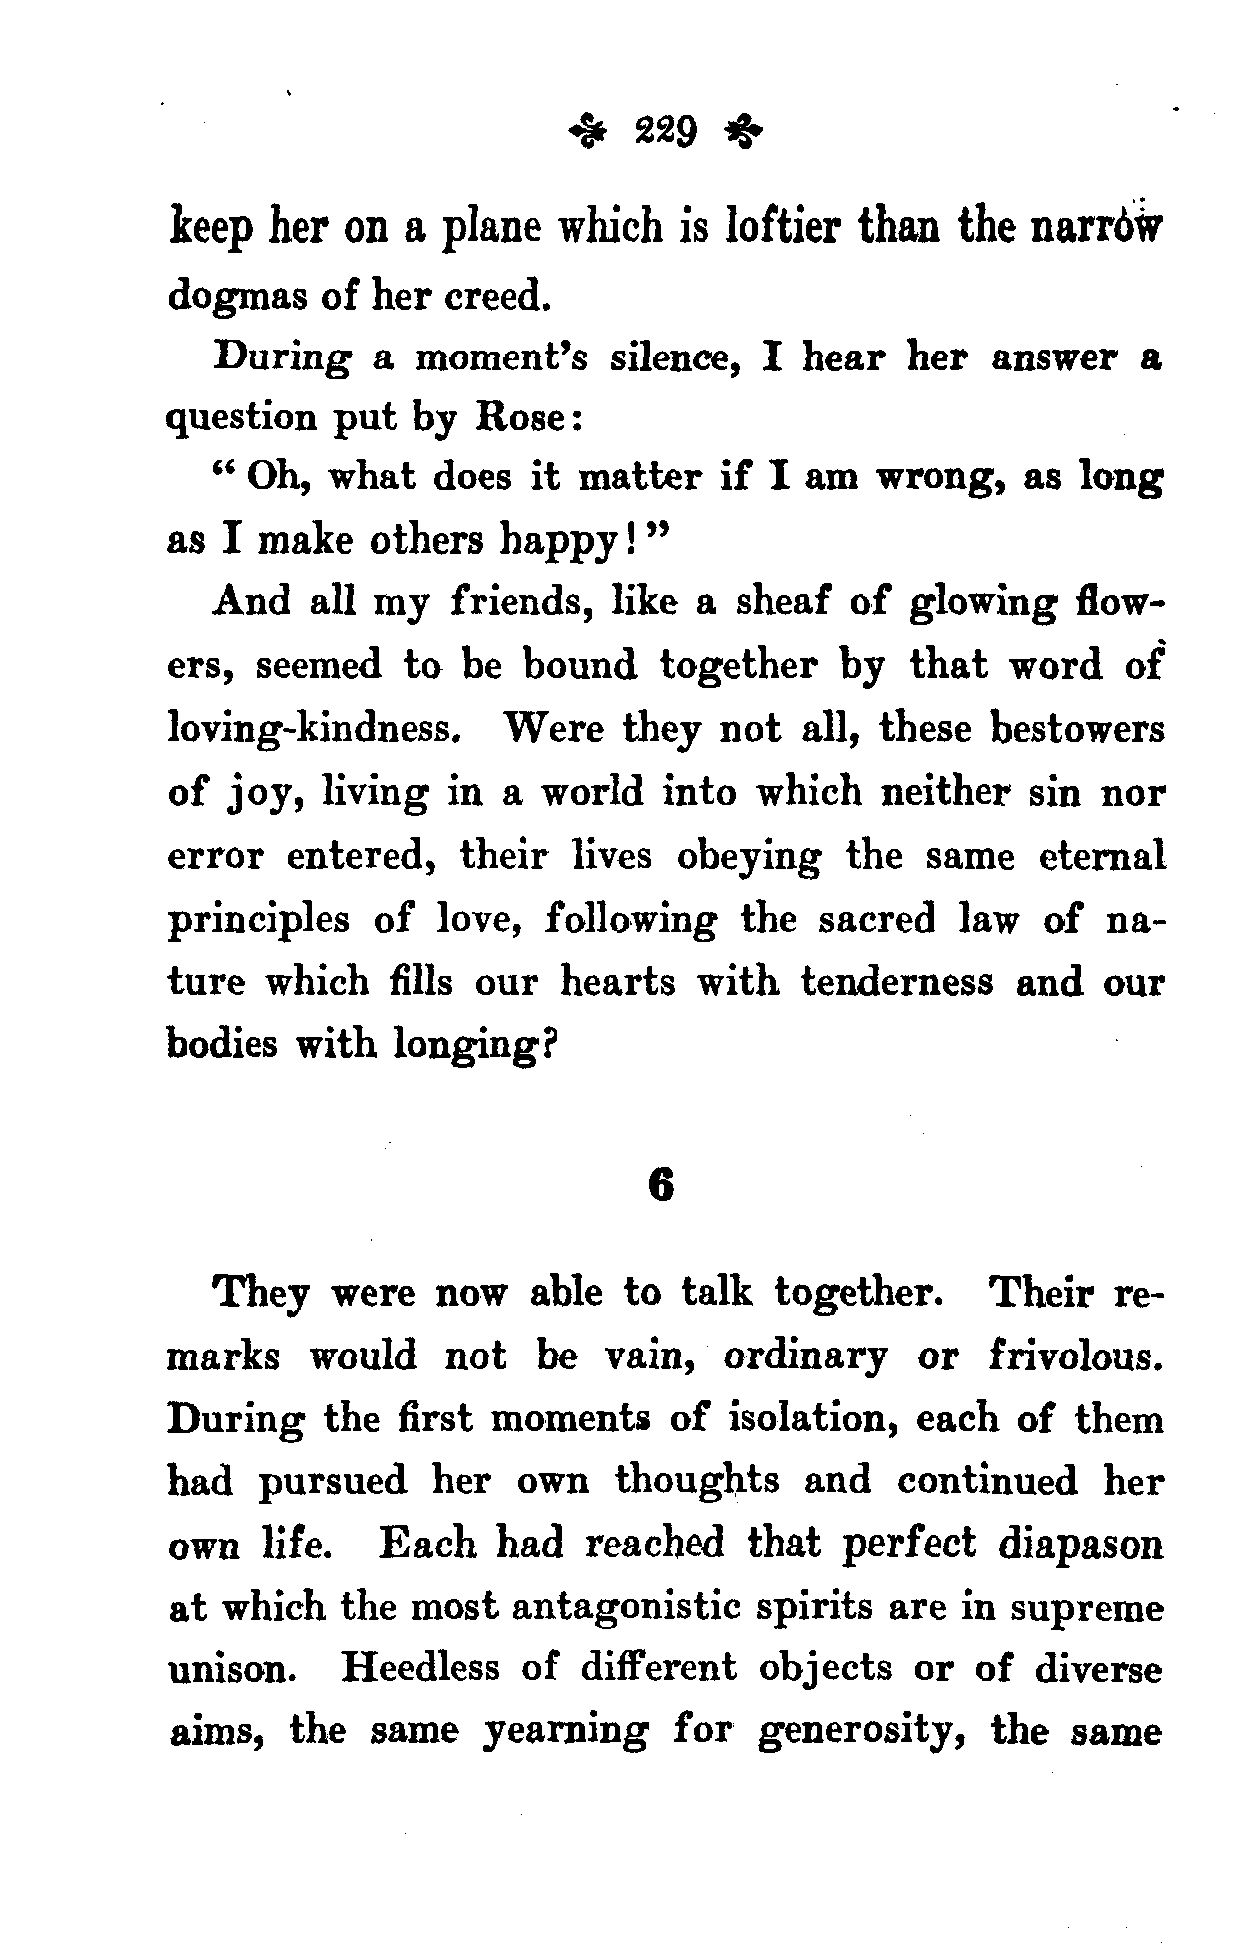 229
keep her on a plane which is loftier than the narrow
dogmas of her creed.
During a moment's silence, I hear her answer a
question put by Rose:
“ Oh, what does it matter if I am wrong, as long
as I make others happy! ”
And all my friends, like a sheaf of glowing flow-
ers, seemed to be bound together by that word of
loving-kindness. Were they not all, these bestowers
of joy, living in a world into which neither sin nor
error entered, their lives obeying the same eternal
principles of love, following the sacred law of na-
ture which fills our hearts with tenderness and our
bodies with longing?
6
They were now able to talk together. Their re-
marks would not be vain, ordinary or frivolous.
During the first moments of isolation, each of them
had pursued her own thoughts and continued her
own life. Each had reached that perfect diapason
at which the most antagonistic spirits are in supreme
unison. Heedless of different objects or of diverse
aims, the same yearning for generosity, the same